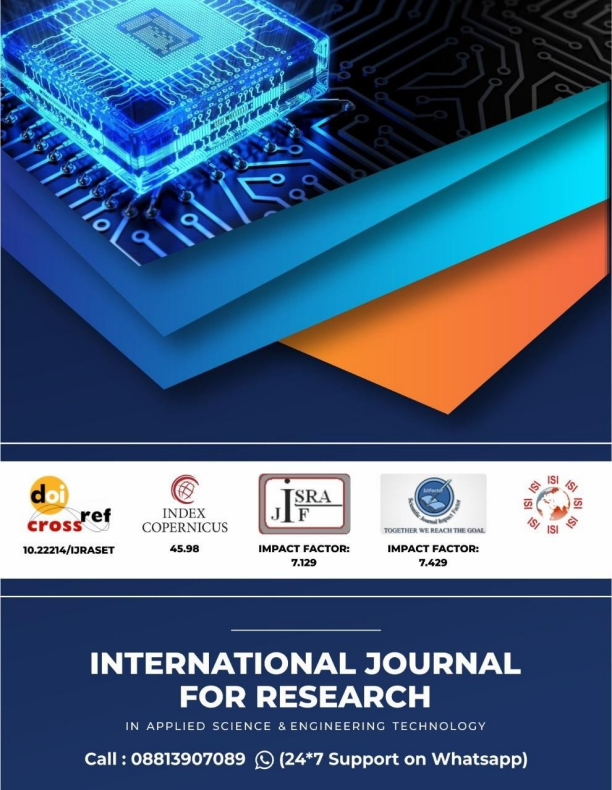 doi
crossref
10.22214/IJRASET
INDEX
COPERNICUS
45.98
ISRA
JIF
IMPACT FACTOR:
7.129
TOGETHER WE REACH THE GOAL
IMPACT FACTOR:
7.429
ISI ISI ISI ISI ISI ISI ISI ISI
INTERNATIONAL JOURNAL
FOR RESEARCH
IN APPLIED SCIENCE & ENGINEERING TECHNOLOGY
Call : 08813907089 (24*7 Support on Whatsapp)